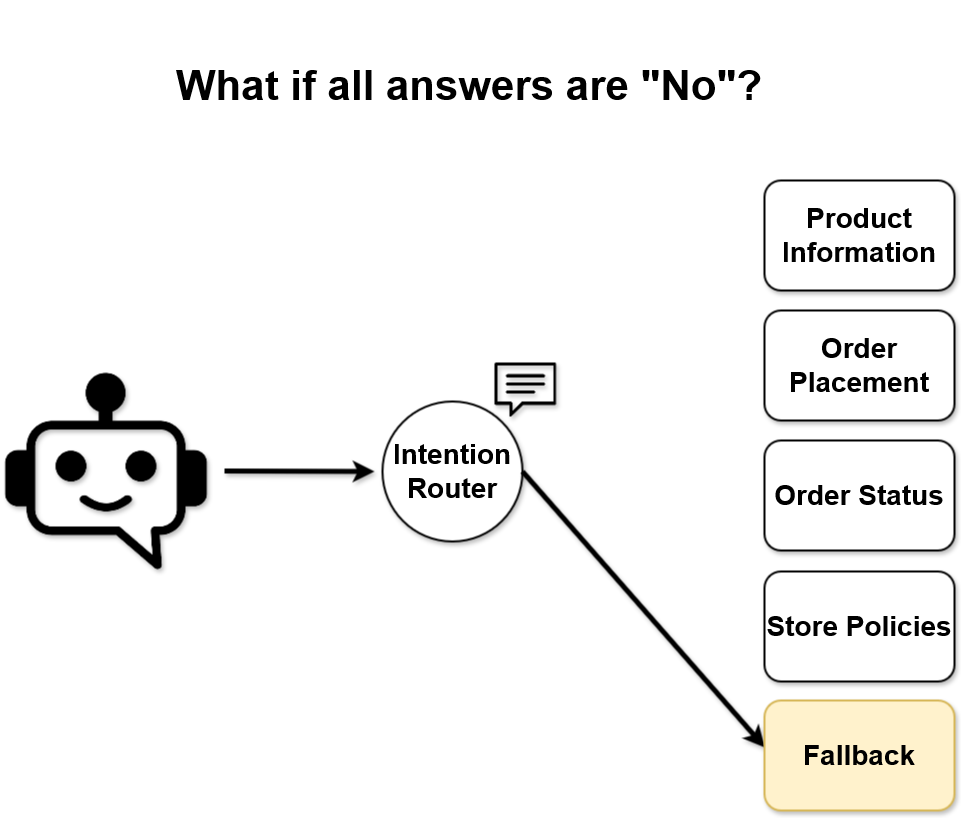 What if all answers are "No"?
Product
Information
Order
Placement
Intention
Router
Order Status
Store Policies
Fallback